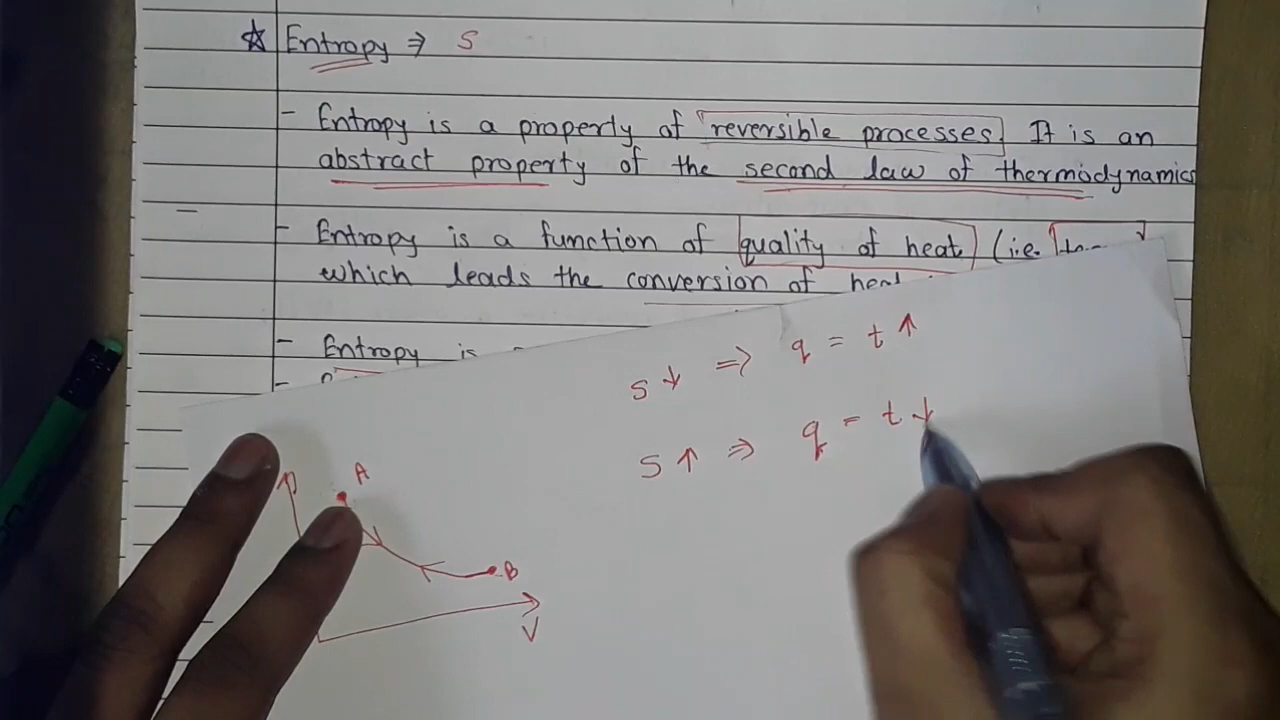 ☆ Entropy ⇒ S
- Entropy is a property of reversible processes. It is an
abstract property of the second law of thermodynamics
- Entropy is a function of quality of heat (i.e.
which leads the conversion of heat
- Entropy is
-
S ↓ ⇒ q = t ↑
S ↑ ⇒ q = t ↓
A
B
V